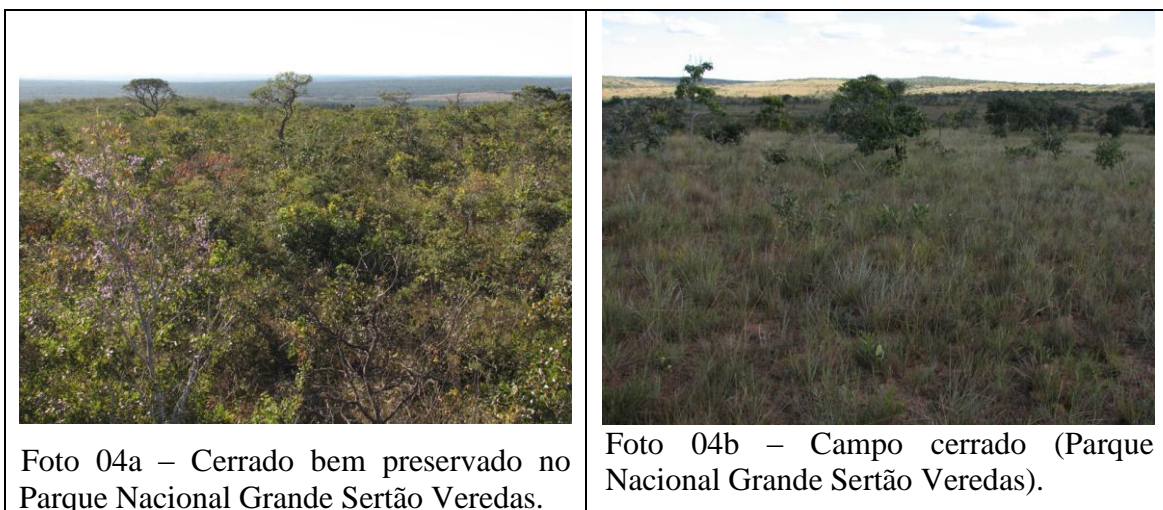 Foto 04a – Cerrado bem preservado no
Parque Nacional Grande Sertão Veredas.
Foto 04b – Campo cerrado (Parque
Nacional Grande Sertão Veredas).